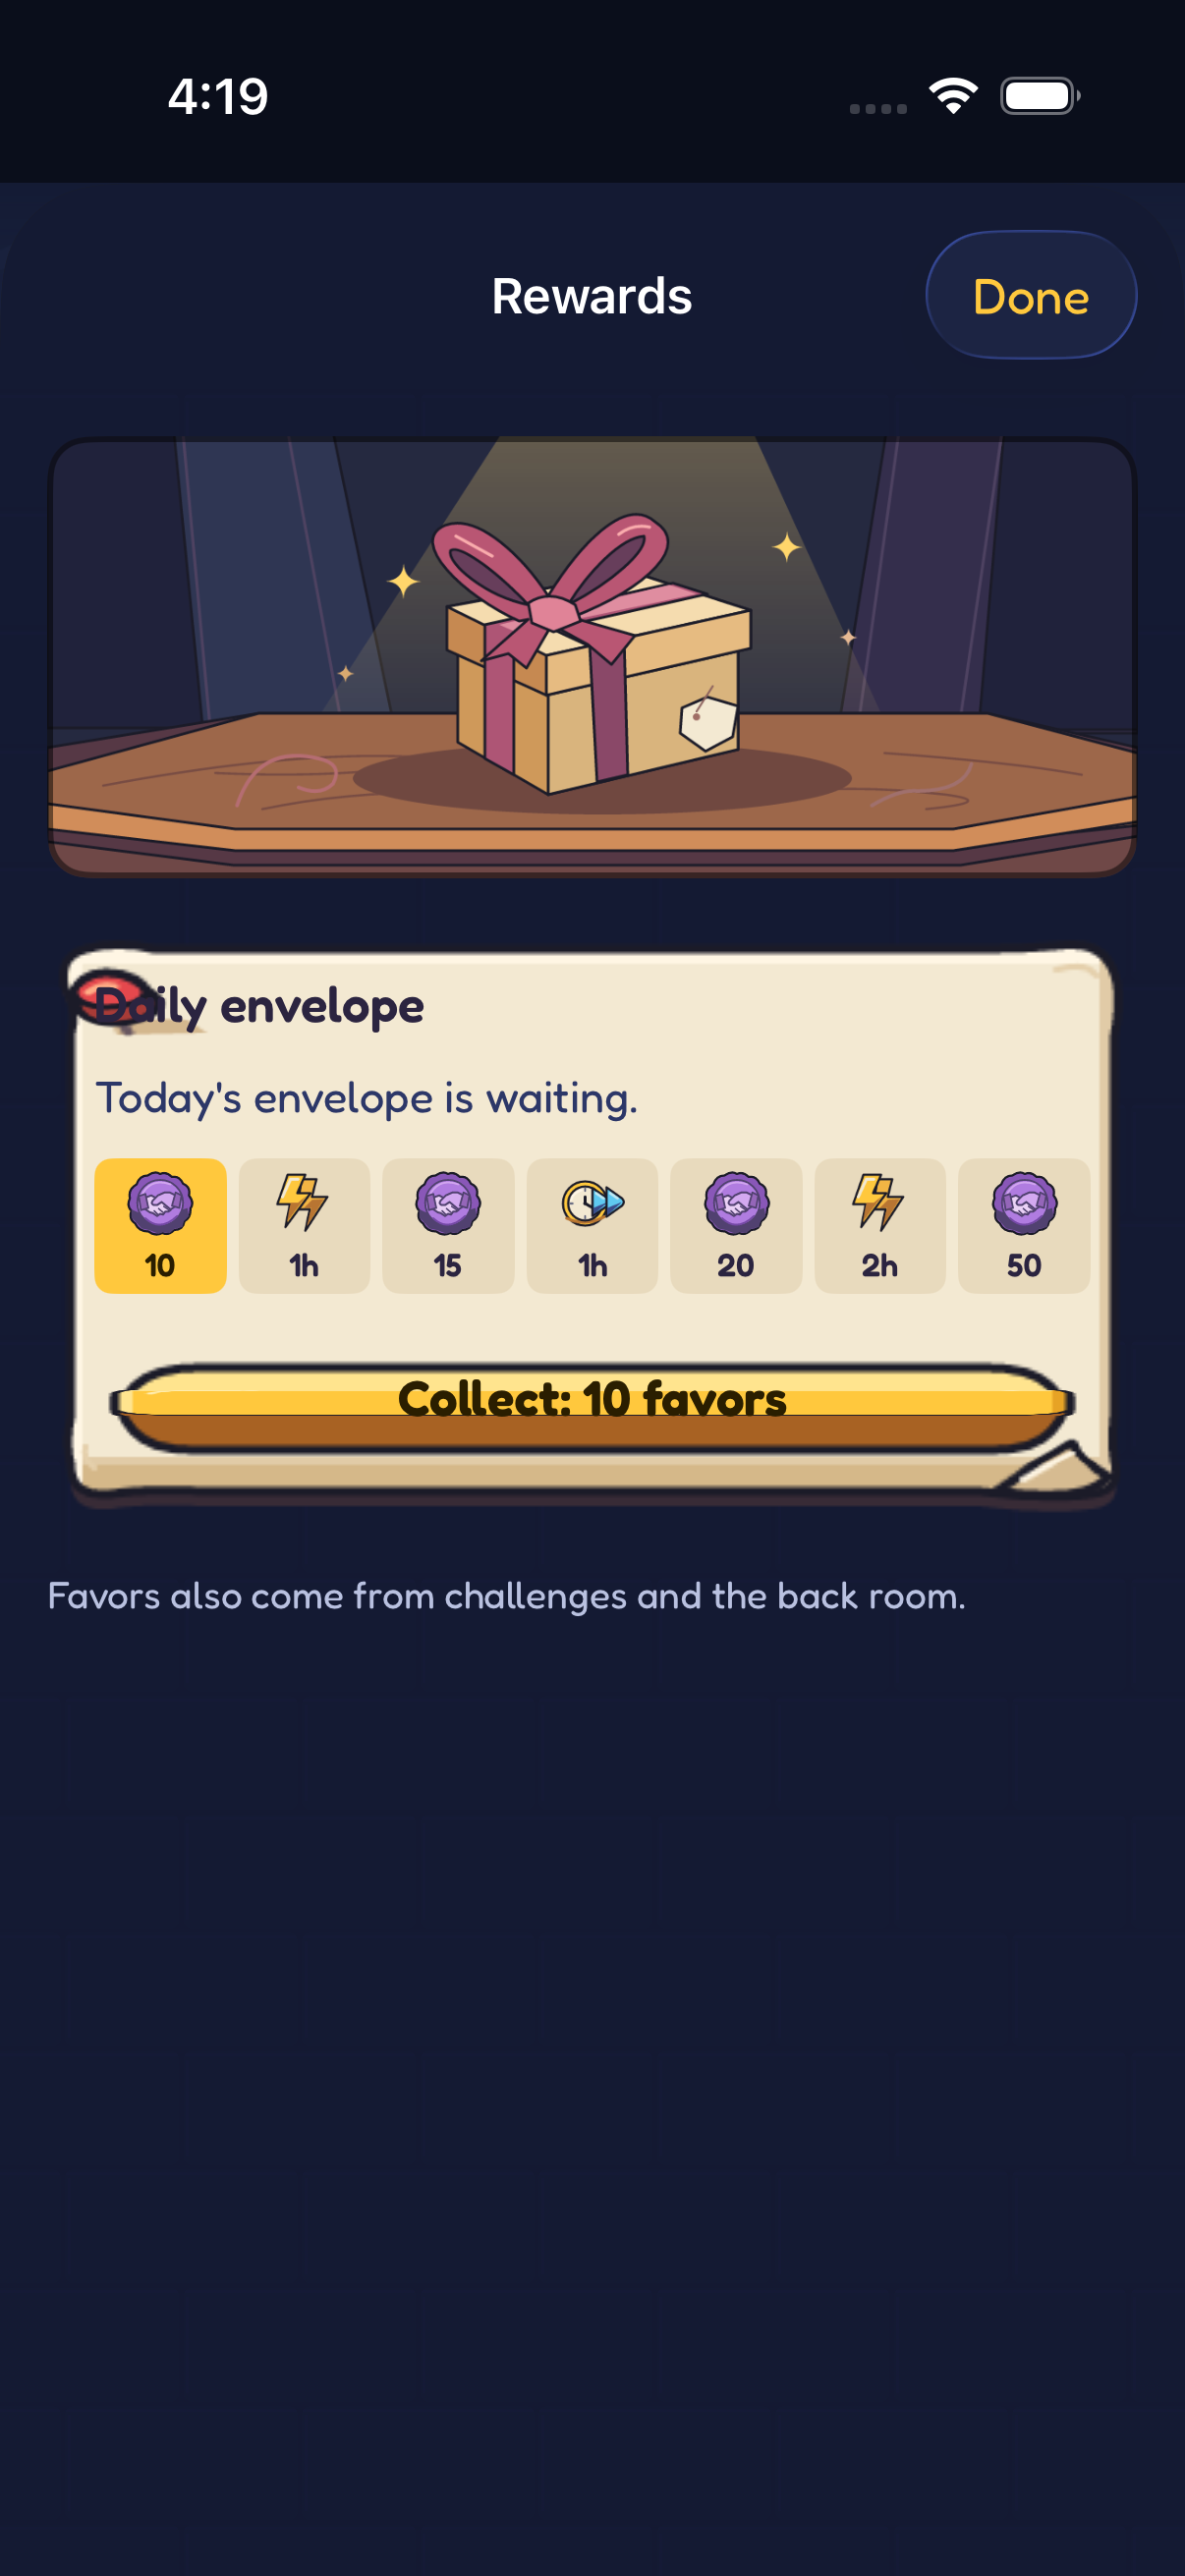 4:19
Rewards
Done
Daily envelope
Today's envelope is waiting.
10 1h 15 1h 20 2h 50
Collect: 10 favors
Favors also come from challenges and the back room.